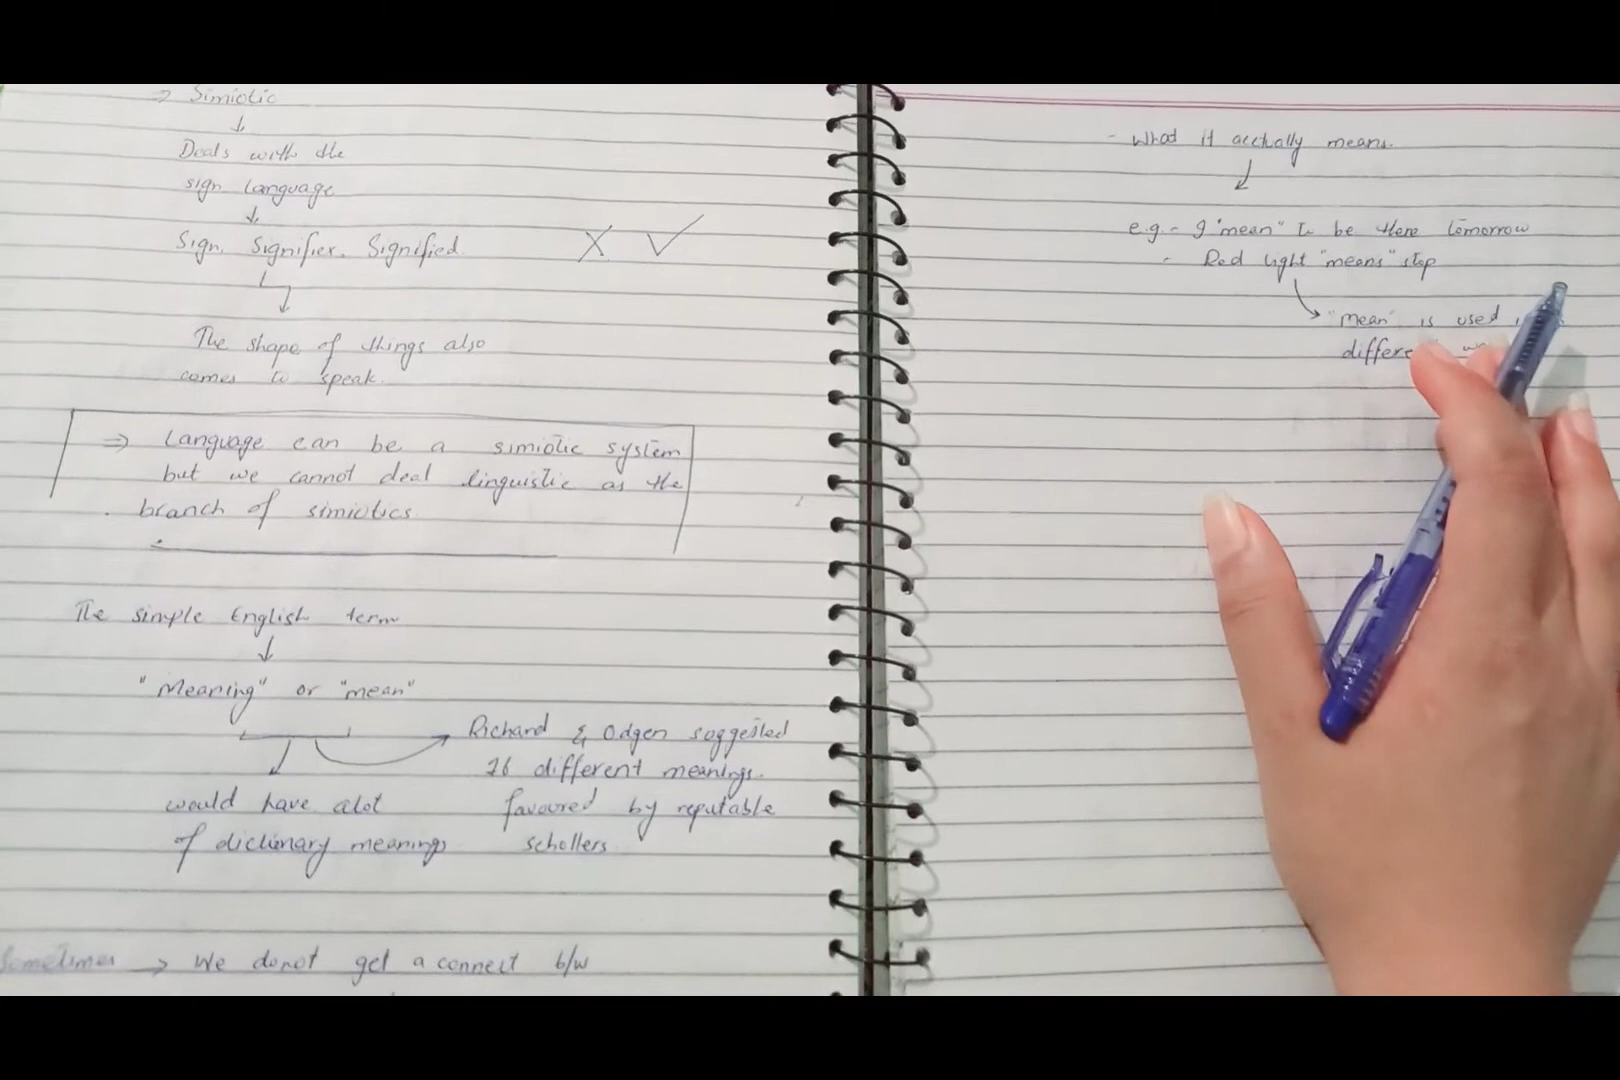 ⇒ Simiotic
↓
Deals with the
sign language
↓
Sign, Signifier, Signified. X ✓
The shape of things also
comes to speak.
⇒ Language can be a simiotic system
but we cannot deal linguistic as the
branch of simiotics.
The simple English term
↓
"Meaning" or "mean"
Richard & Odgen soggested
16 different meanings.
favoured by reputable
schollers
would have alot
of dictionary meanings
Sometimes → We donot get a connect b/w
- What it acctually means.
↓
e.g. - I "mean" to be there tomorrow
- Red light "means" stop
"mean" is used